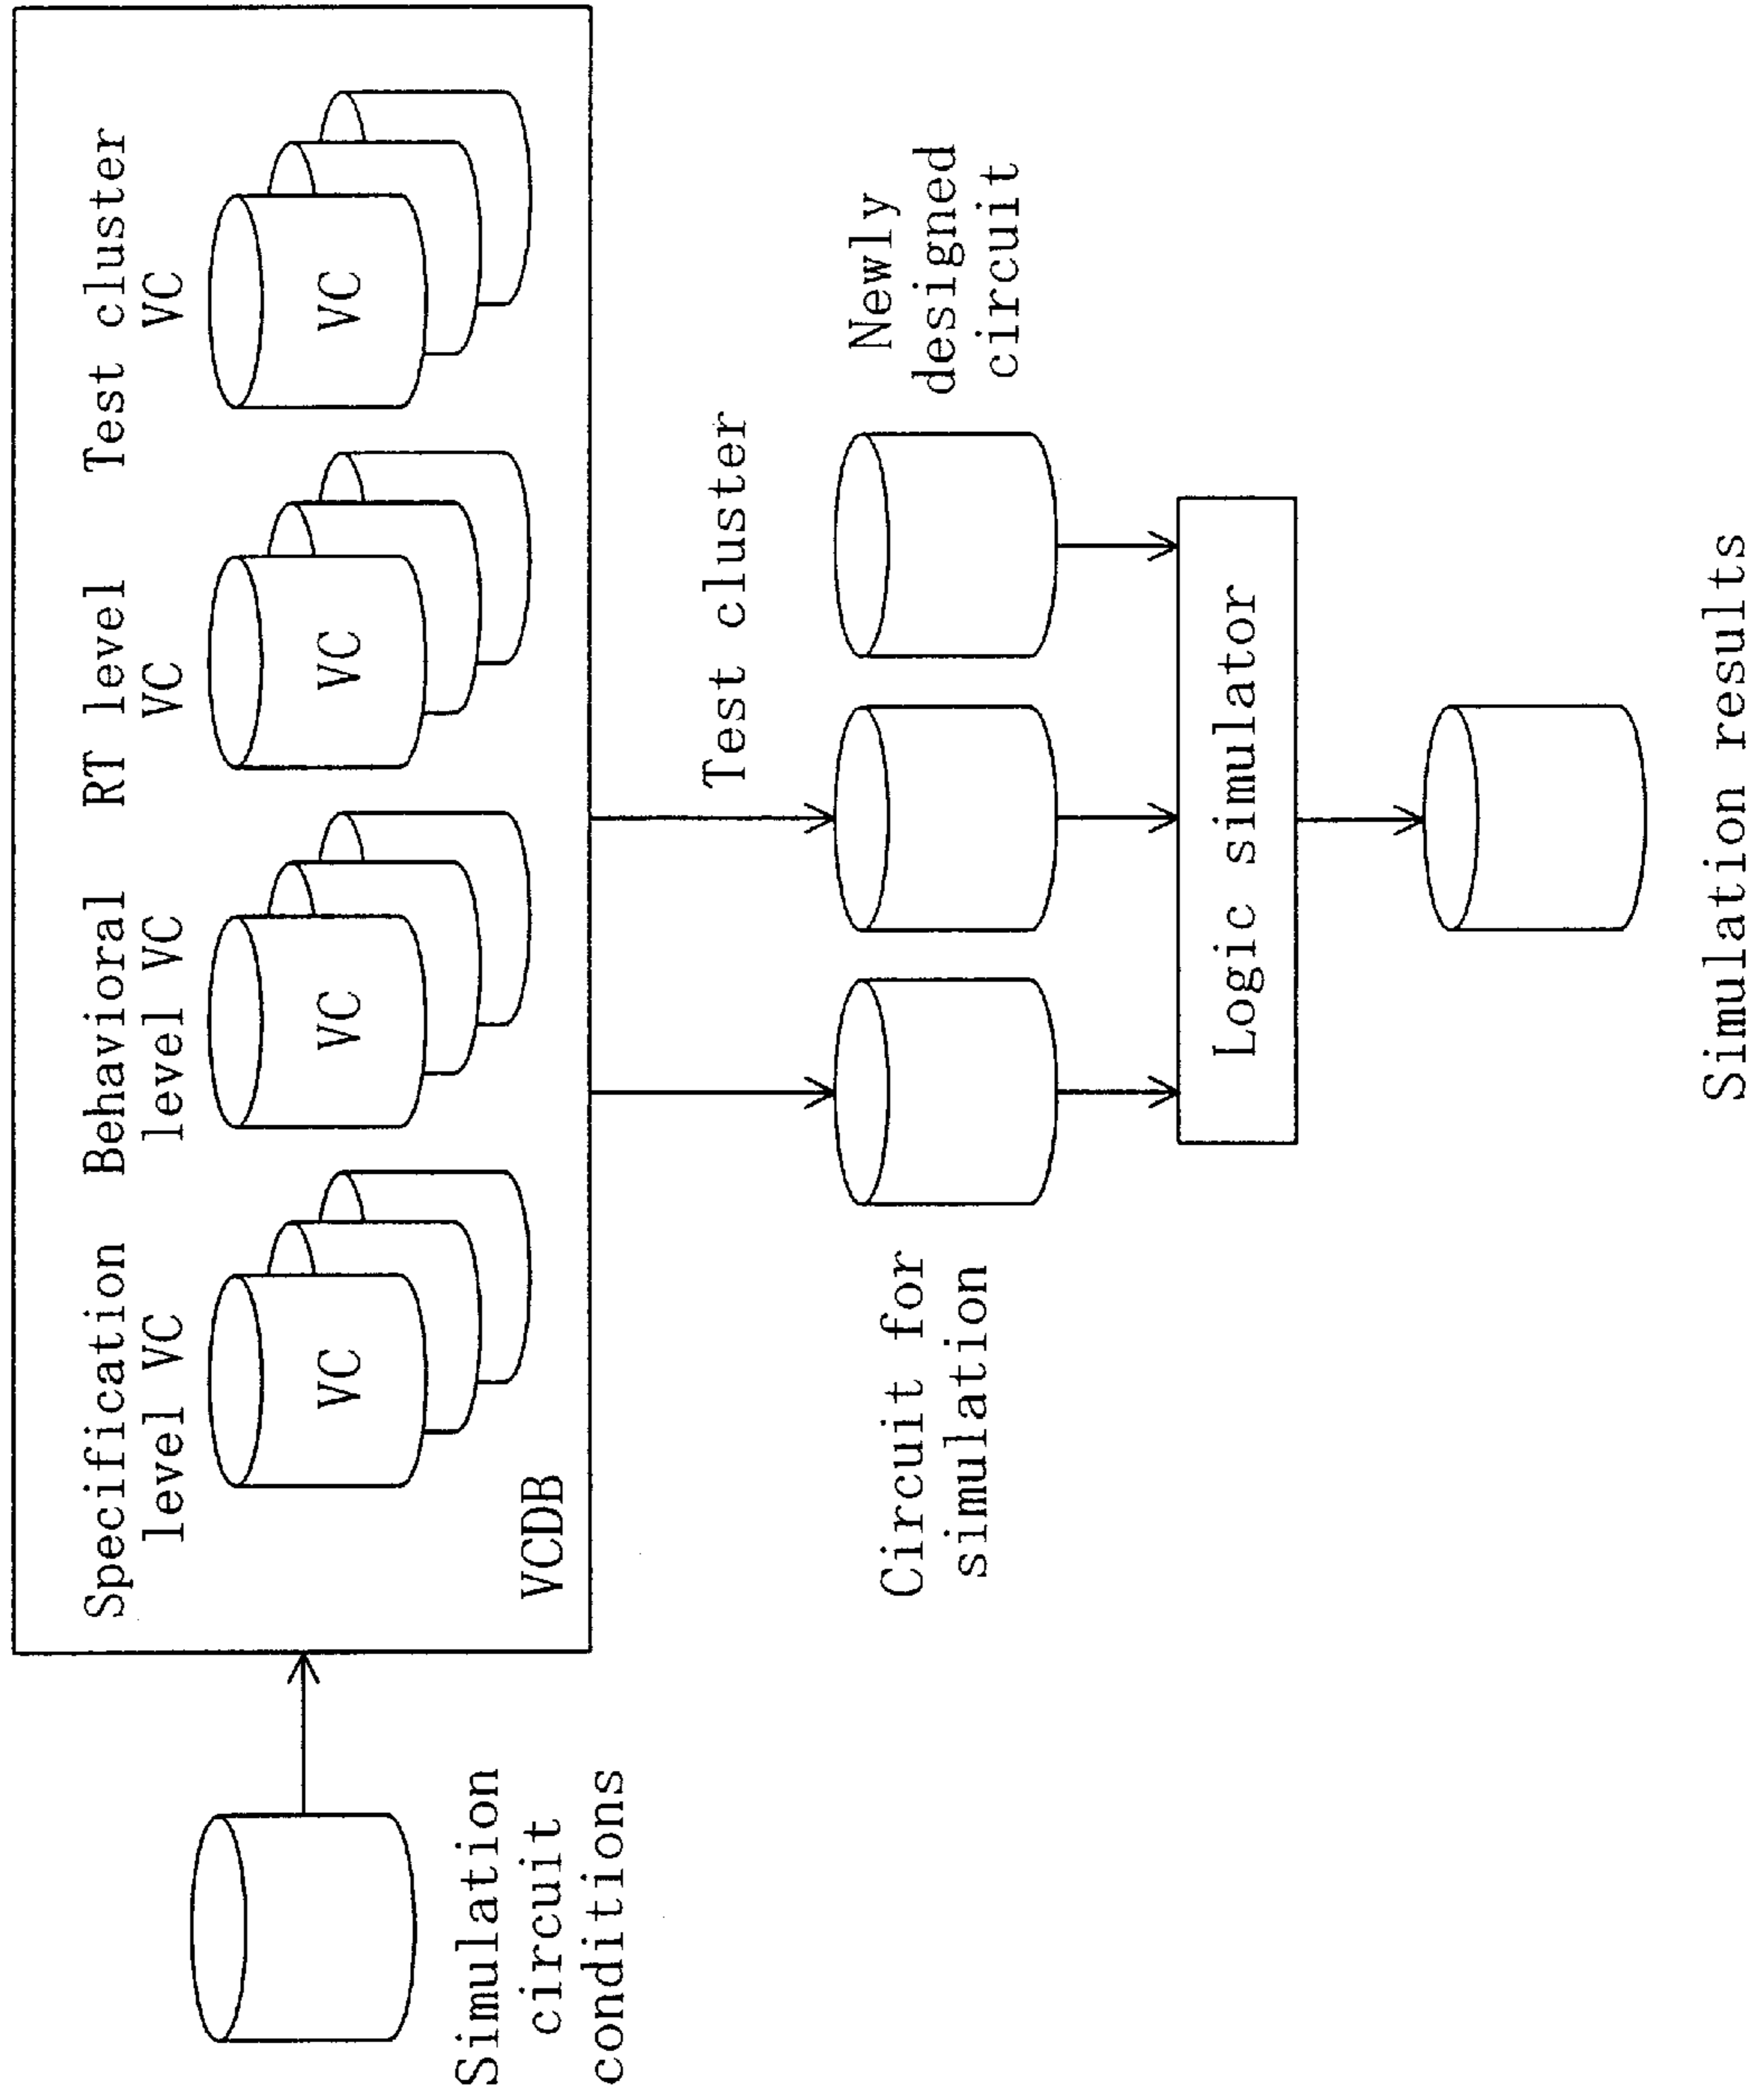 Specification
level VC
Behavioral
level VC
RT level
VC
Test cluster
VC
VC
VC
VC
VC
VCDB
Simulation
circuit
conditions
Test cluster
Circuit for
simulation
Newly
designed
circuit
Logic simulator
Simulation results